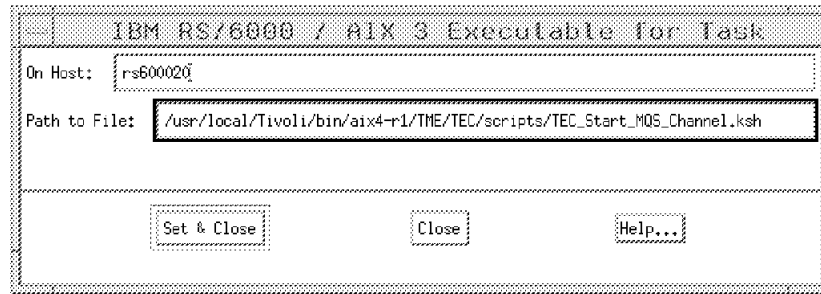 IBM RS/6000 / AIX 3 Executable for Task
On Host: rs600020
Path to File: /usr/local/Tivoli/bin/aix4-r1/TME/TEC/scripts/TEC_Start_MQS_Channel.ksh
Set & Close Close Help...